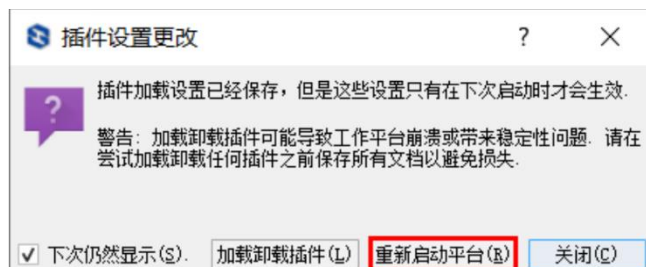 插件设置更改
?
插件加载设置已经保存，但是这些设置只有在下次启动时才会生效.
警告: 加载卸载插件可能导致工作平台崩溃或带来稳定性问题. 请在
尝试加载卸载任何插件之前保存所有文档以避免损失.
下次仍然显示(S). 加载卸载插件(L) 重新启动平台(R) 关闭(C)